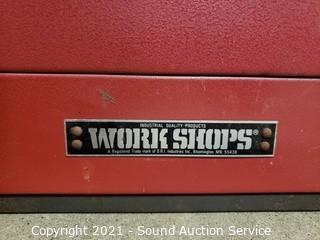 INDUSTRIAL QUALITY PRODUCTS
WORK SHOPS®
A Registered Trade mark of D.R.I. Industries Inc., Bloomington MN 55438
Copyright 2021 - Sound Auction Service